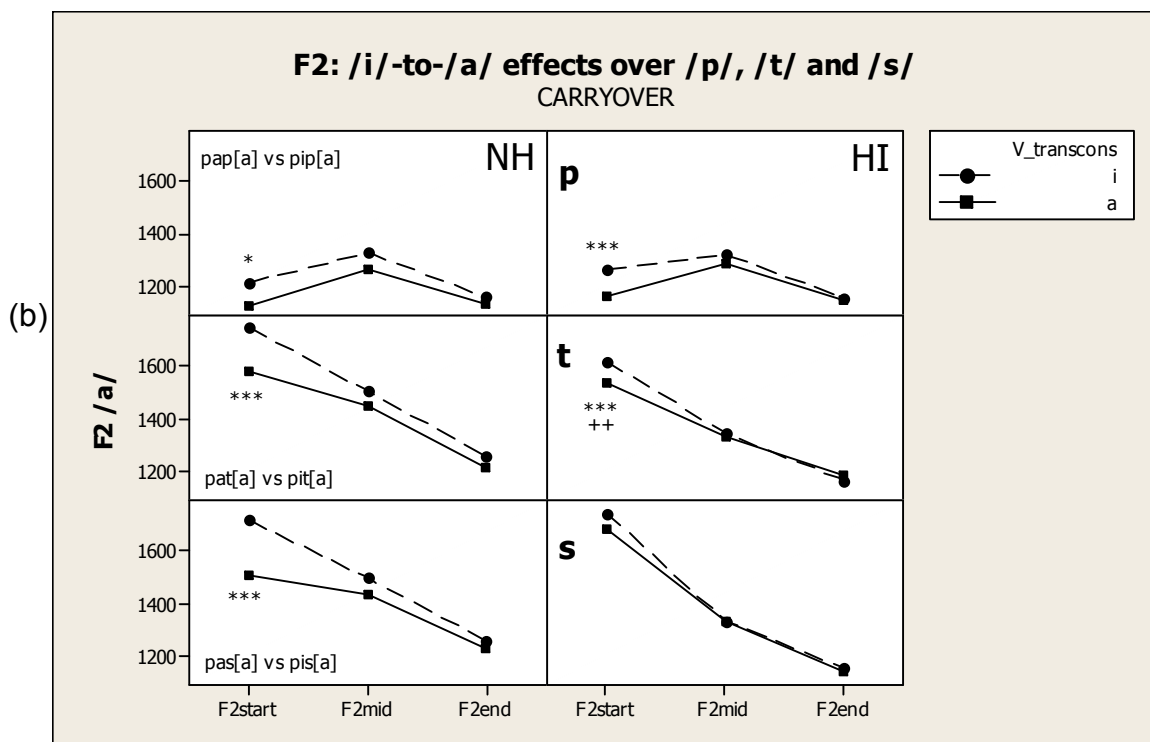 F2: /i/-to-/a/ effects over /p/, /t/ and /s/
CARRYOVER
(b)
F2 /a/
pap[a] vs pip[a]
NH
p
HI
V_transcons
i
a
1600
1400
1200
*
***
1600
1400
1200
***
pat[a] vs pit[a]
t
***
++
1600
1400
1200
***
pas[a] vs pis[a]
s
F2start
F2mid
F2end
F2start
F2mid
F2end